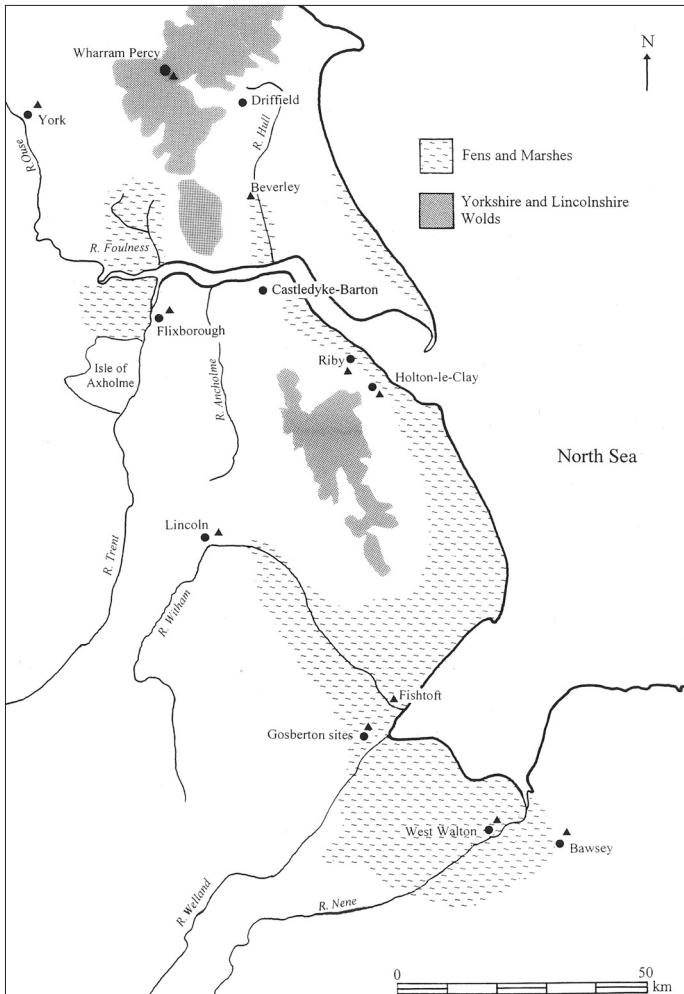 N
Wharram Percy
York
Driffield
R. Ouse
R. Hull
Fens and Marshes
Yorkshire and Lincolnshire
Wolds
Beverley
R. Foulness
Castledyke-Barton
Flixborough
Isle of
Axholme
R. Ancholme
Riby
Holton-le-Clay
North Sea
Lincoln
R. Trent
R. Witham
Fishtoft
Gosberton sites
West Walton
Bawsey
R. Welland
R. Nene
0
50
km